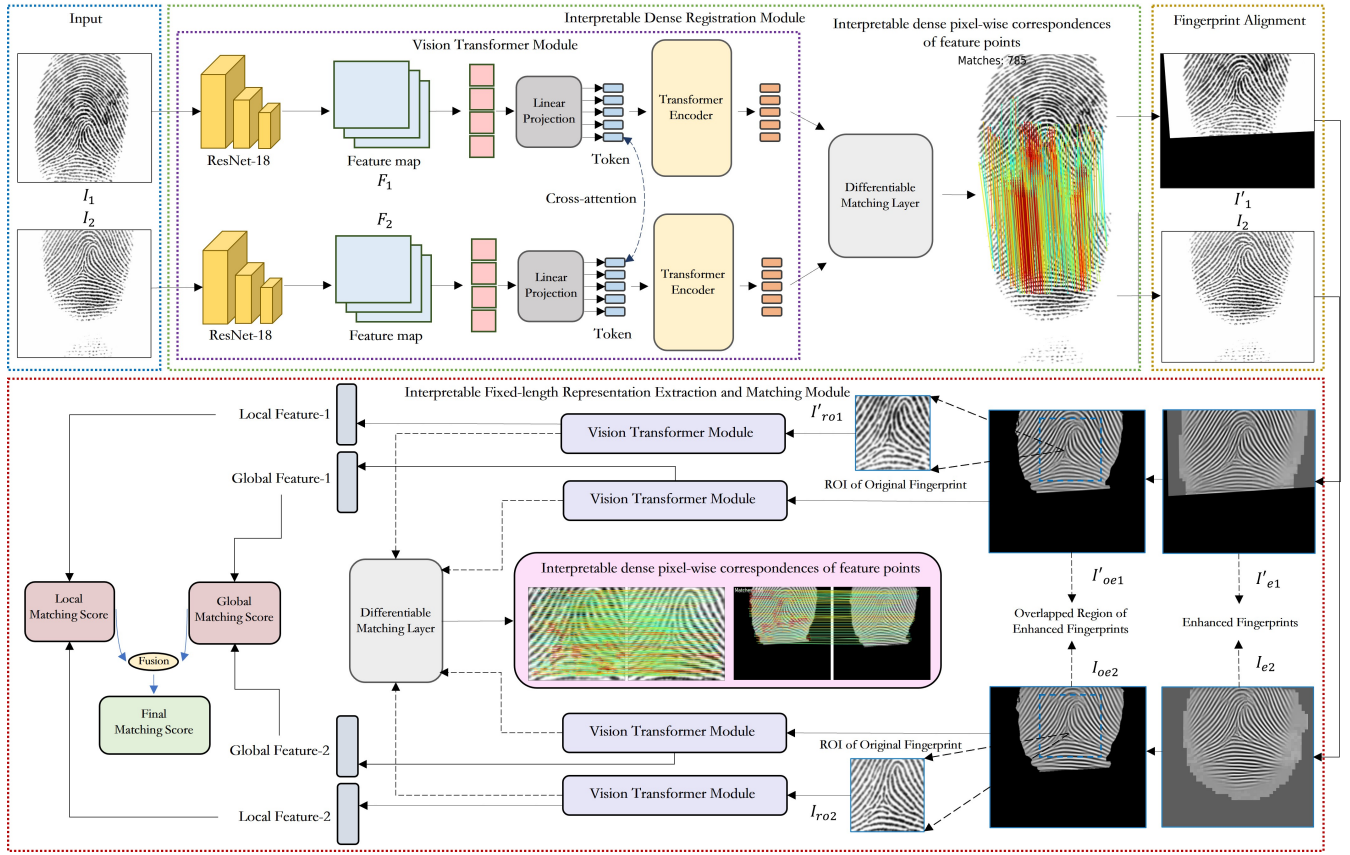 Input
Interpretable Dense Registration Module
Vision Transformer Module
Interpretable dense pixel-wise correspondences
of feature points
Matches: 785
Fingerprint Alignment
ResNet-18
Feature map
Linear
Projection
Token
Transformer
Encoder
I₁
I₂
F₁
F₂
Cross-attention
Differentiable
Matching Layer
I'₁
I₂
ResNet-18
Feature map
Linear
Projection
Token
Transformer
Encoder
Interpretable Fixed-length Representation Extraction and Matching Module
Local Feature-1
Vision Transformer Module
I'ro1
ROI of Original Fingerprint
Global Feature-1
Vision Transformer Module
Interpretable dense pixel-wise correspondences of feature points
Differentiable
Matching Layer
Local
Matching Score
Global
Matching Score
Fusion
Final
Matching Score
I'oe1
I'e1
Overlapped Region of
Enhanced Fingerprints
Enhanced Fingerprints
Ioe2
Ie2
Vision Transformer Module
Global Feature-2
ROI of Original Fingerprint
Vision Transformer Module
Local Feature-2
Iro2